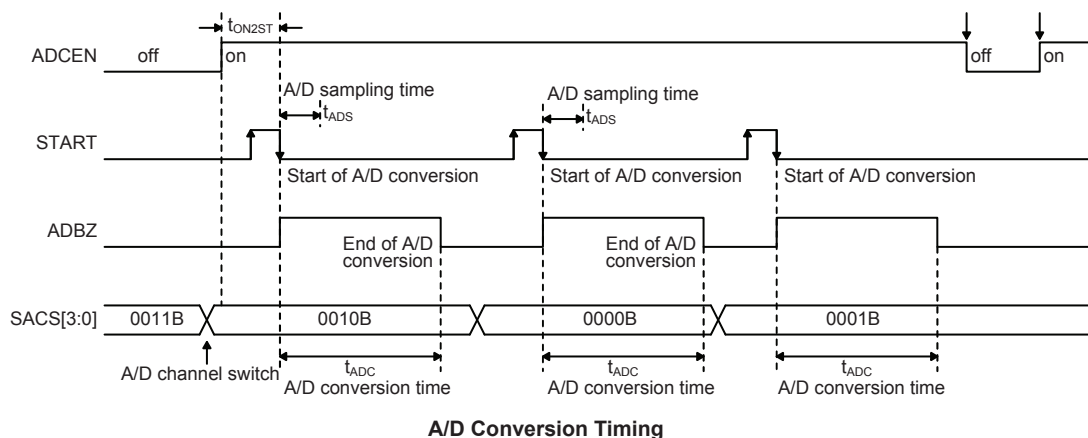 tON2ST
ADCEN
off
on
off
on
A/D sampling time
tADS
A/D sampling time
tADS
START
Start of A/D conversion
Start of A/D conversion
Start of A/D conversion
ADBZ
End of A/D
conversion
End of A/D
conversion
SACS[3:0]
0011B
0010B
0000B
0001B
A/D channel switch
tADC
A/D conversion time
tADC
A/D conversion time
tADC
A/D conversion time
A/D Conversion Timing